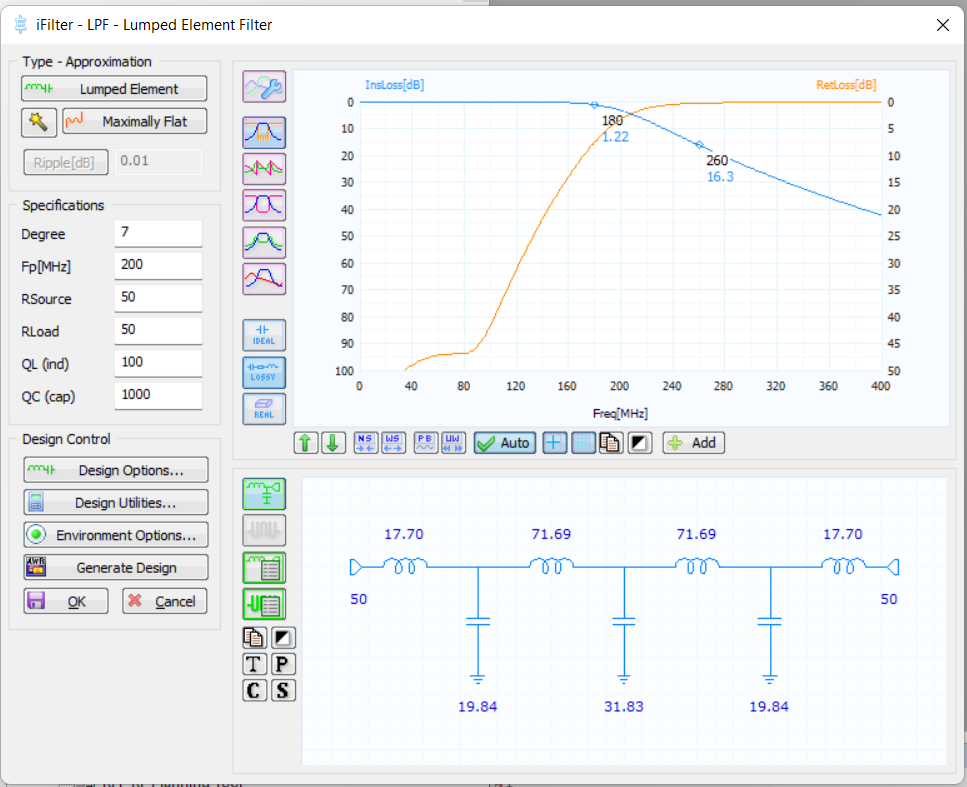 iFilter - LPF - Lumped Element Filter
Type - Approximation
Lumped Element
Maximally Flat
Ripple[dB] 0.01
Specifications
Degree 7
Fp[MHz] 200
RSource 50
RLoad 50
QL (ind) 100
QC (cap) 1000
Design Control
Design Options...
Design Utilities...
Environment Options...
AWR Generate Design
OK Cancel
IDEAL
LOSSY
REAL
InsLoss[dB] RetLoss[dB]
0 0
10 5
20 10
30 15
40 20
50 25
60 30
70 35
80 40
90 45
100 50
180
1.22
260
16.3
0 40 80 120 160 200 240 280 320 360 400
Freq[MHz]
NS WS PB UW Auto Add
T P
C S
17.70 71.69 71.69 17.70
50 50
19.84 31.83 19.84